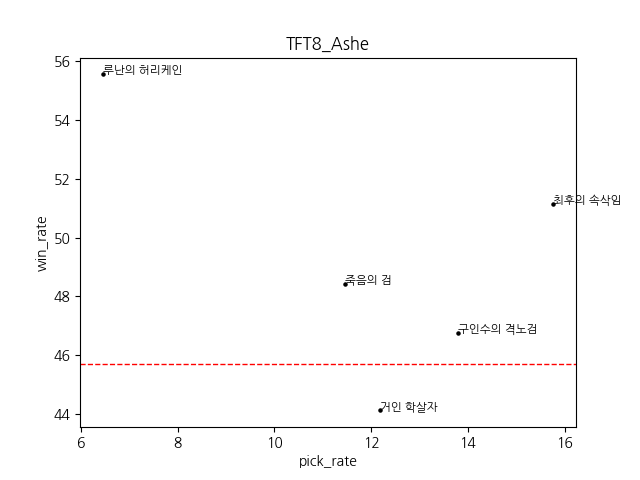 TFT8_Ashe
56
루난의 허리케인
54
52
최후의 속삭임
50
win_rate
죽음의 검
48
구인수의 격노검
46
44
거인 학살자
6
8
10
12
14
16
pick_rate